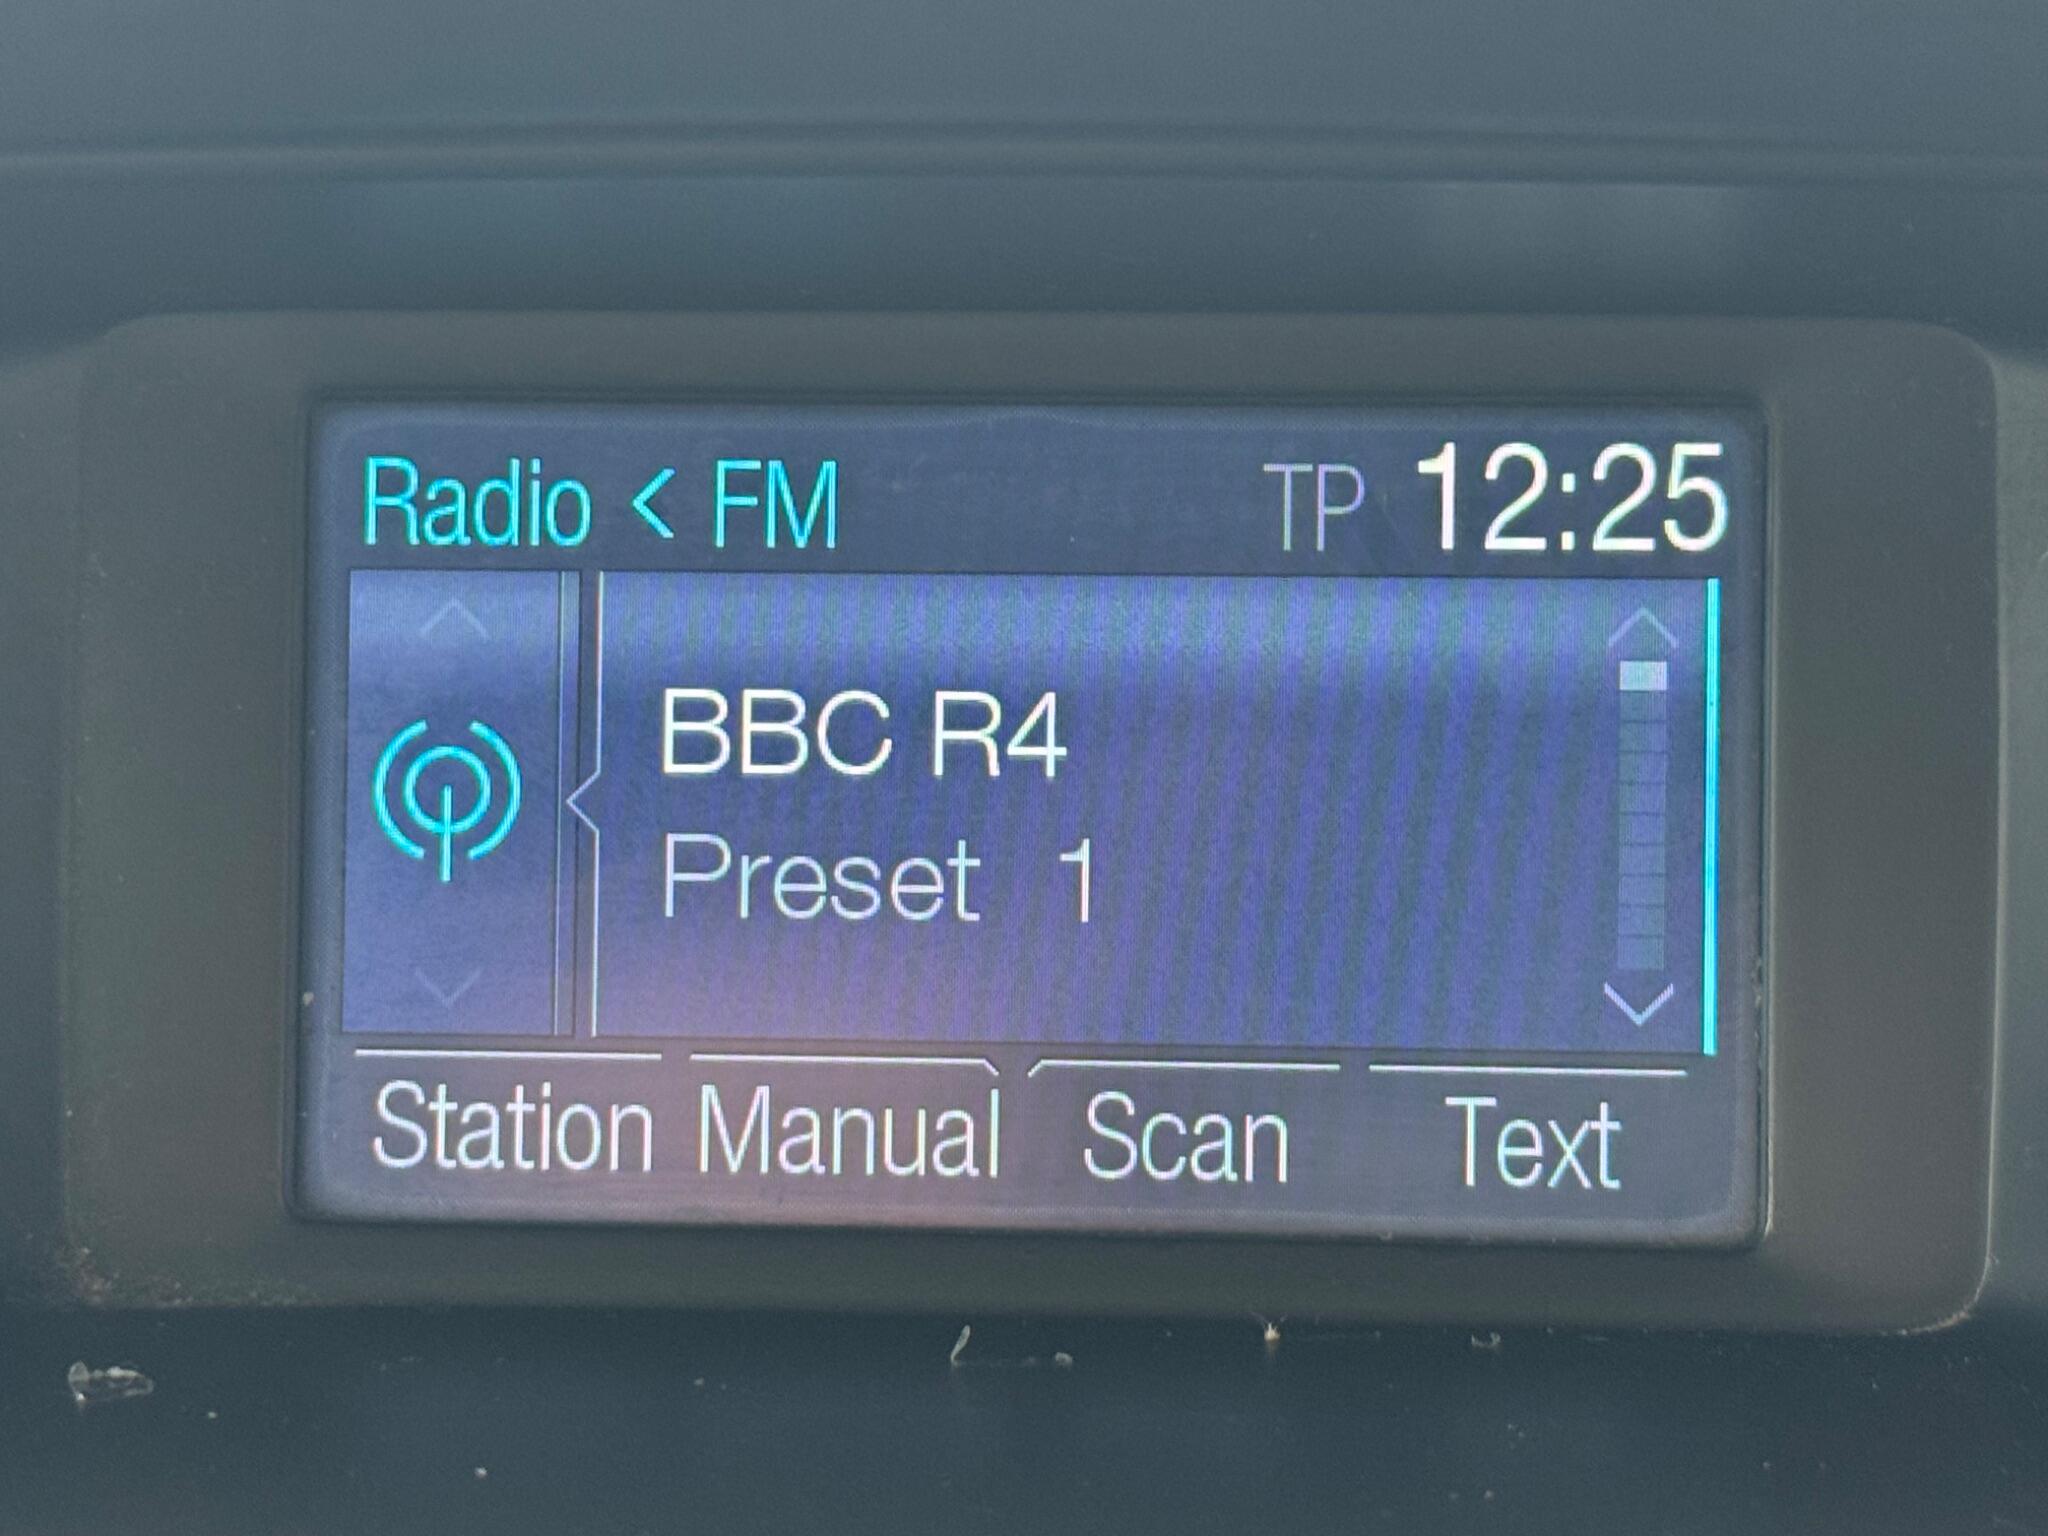 Radio < FM TP 12:25
BBC R4
Preset 1
Station Manual Scan Text